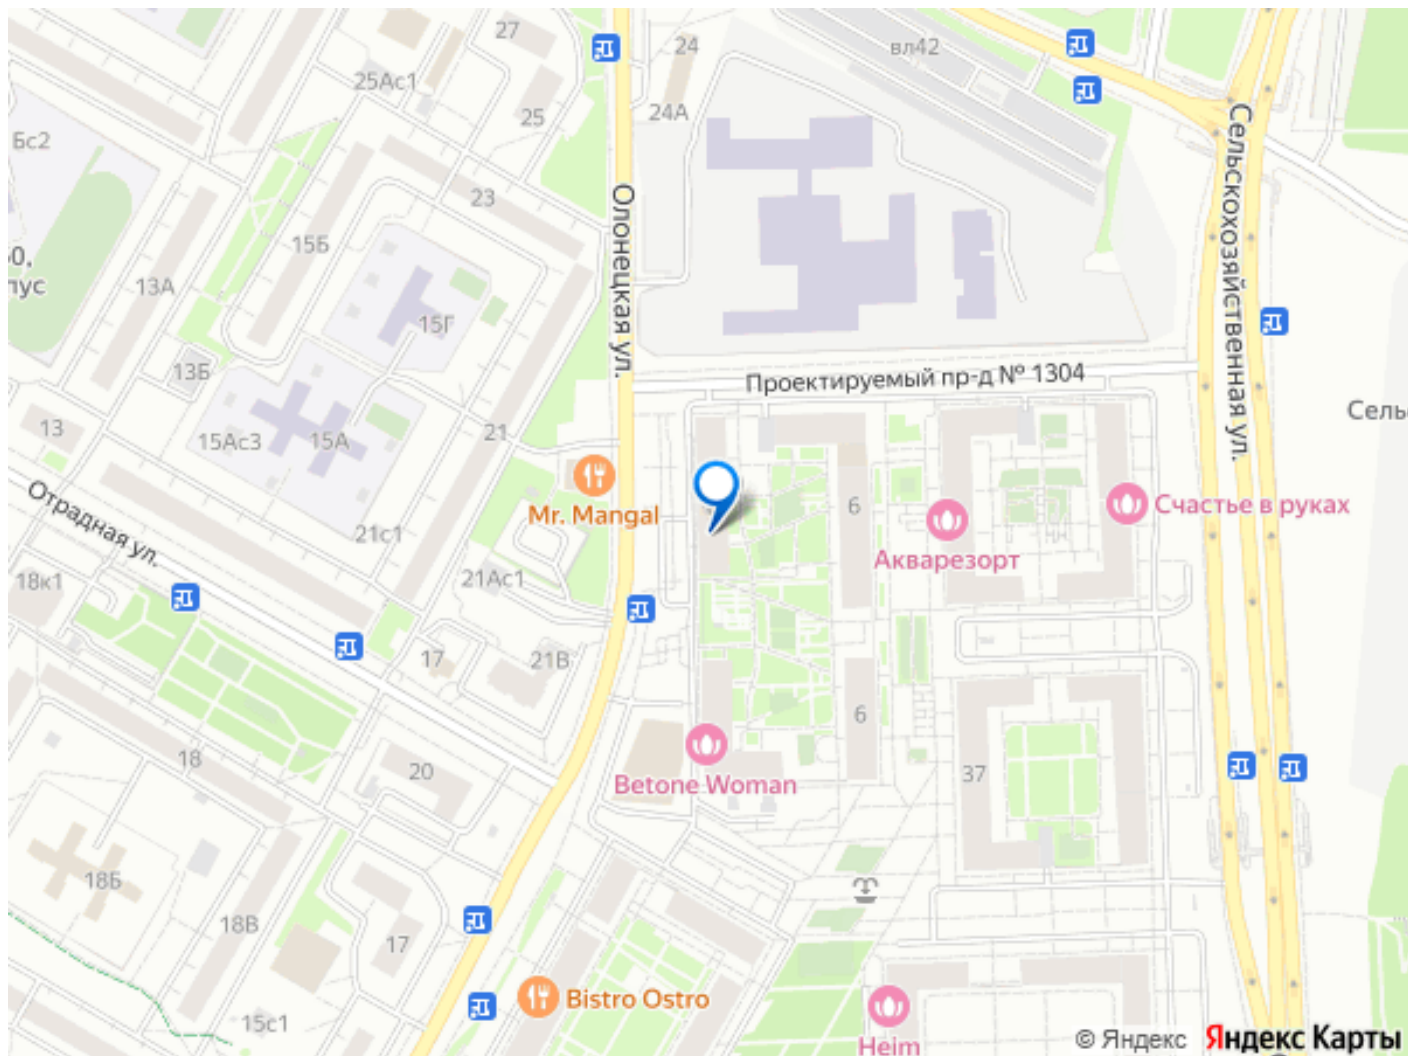 27
24
вл42
25Ас1
24А
25
Бс2
Сельскохозяйственная ул.
23
Олонецкая ул.
15Б
13А
15Г
Проектируемый пр-д № 1304
13Б
13
15Ас3
15А
21
Mr. Mangal
6
Счастье в руках
Отрадная ул.
21с1
Акварезорт
18к1
21Ас1
17
21В
6
18
20
37
Betone Woman
18Б
18В
17
Bistro Ostro
15с1
Heim
© Яндекс Яндекс Карты